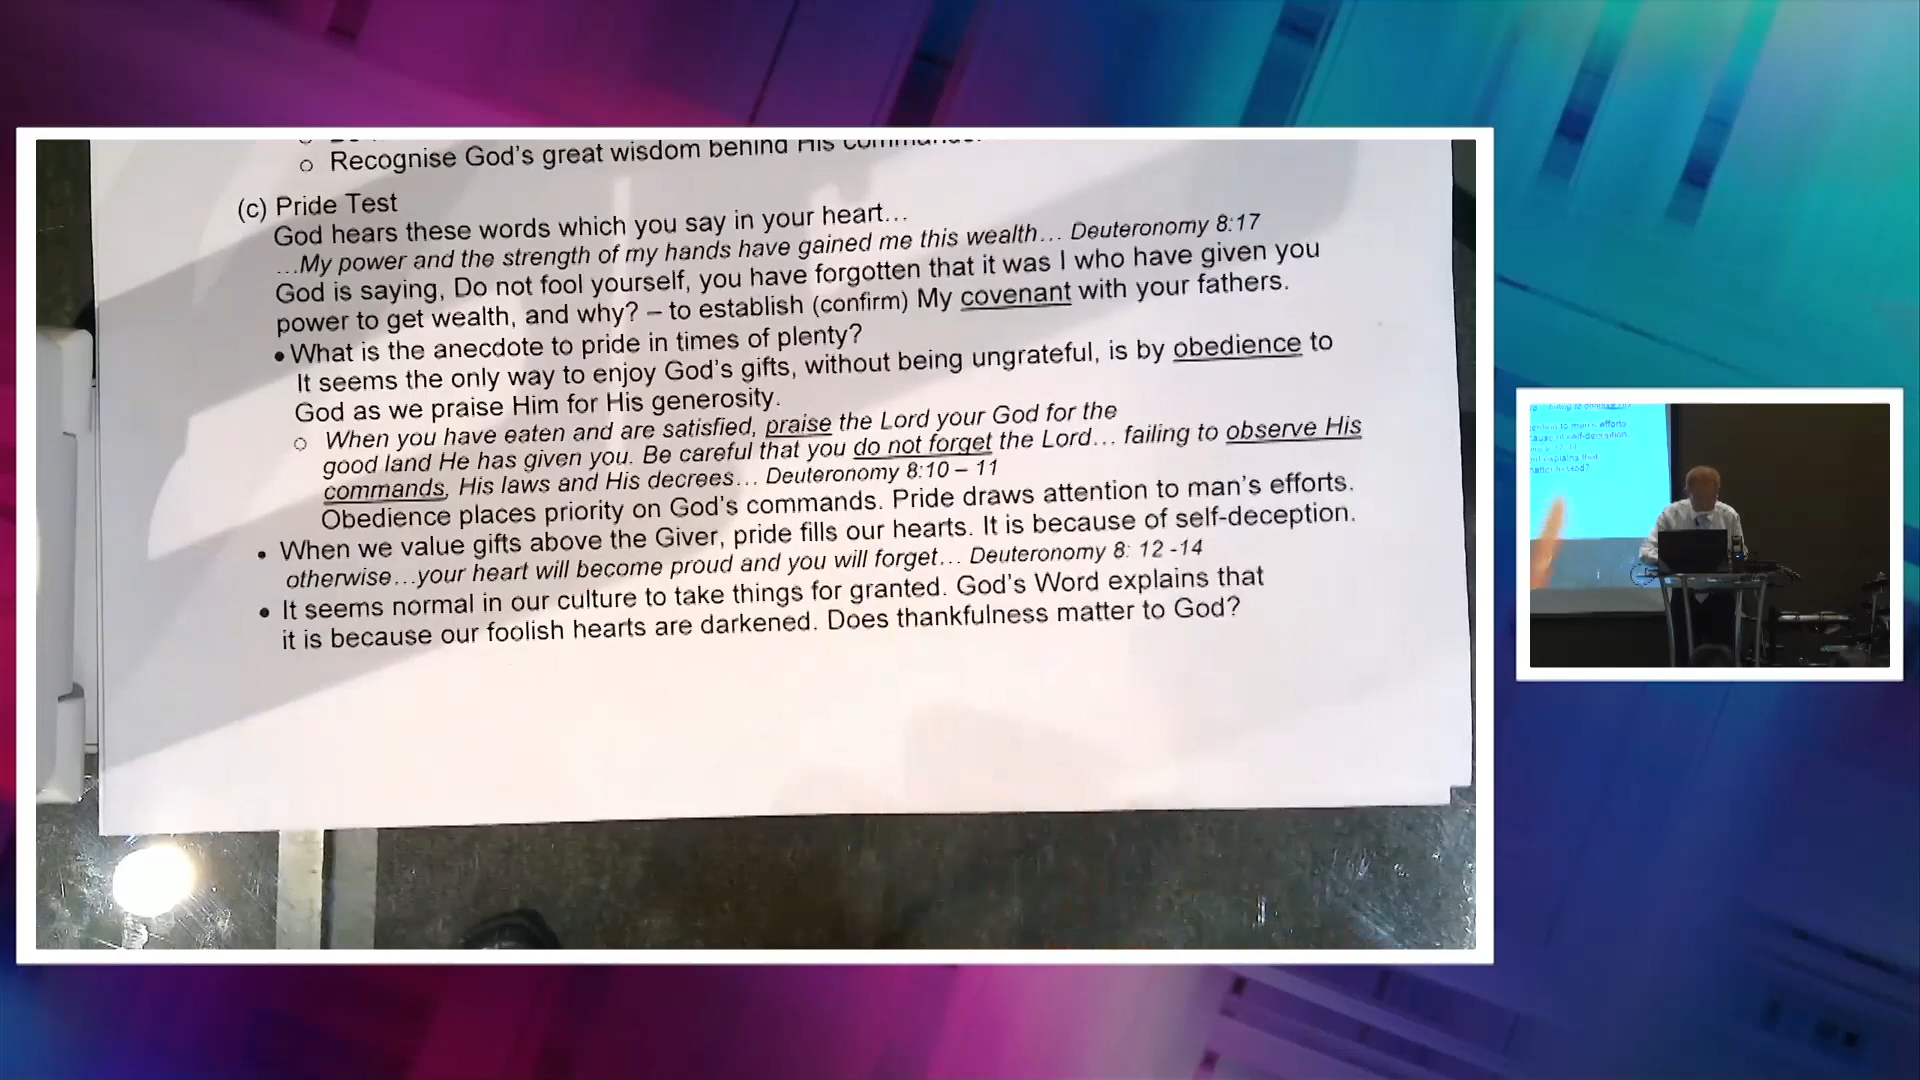 ○ Recognise God's great wisdom behind His
(c) Pride Test
God hears these words which you say in your heart…
…My power and the strength of my hands have gained me this wealth… Deuteronomy 8:17
God is saying, Do not fool yourself, you have forgotten that it was I who have given you
power to get wealth, and why? – to establish (confirm) My covenant with your fathers.
• What is the anecdote to pride in times of plenty?
It seems the only way to enjoy God's gifts, without being ungrateful, is by obedience to
God as we praise Him for His generosity.
○ When you have eaten and are satisfied, praise the Lord your God for the
good land He has given you. Be careful that you do not forget the Lord… failing to observe His
commands, His laws and His decrees… Deuteronomy 8:10 – 11
Obedience places priority on God's commands. Pride draws attention to man's efforts.
• When we value gifts above the Giver, pride fills our hearts. It is because of self-deception.
otherwise…your heart will become proud and you will forget… Deuteronomy 8: 12 -14
• It seems normal in our culture to take things for granted. God's Word explains that
it is because our foolish hearts are darkened. Does thankfulness matter to God?